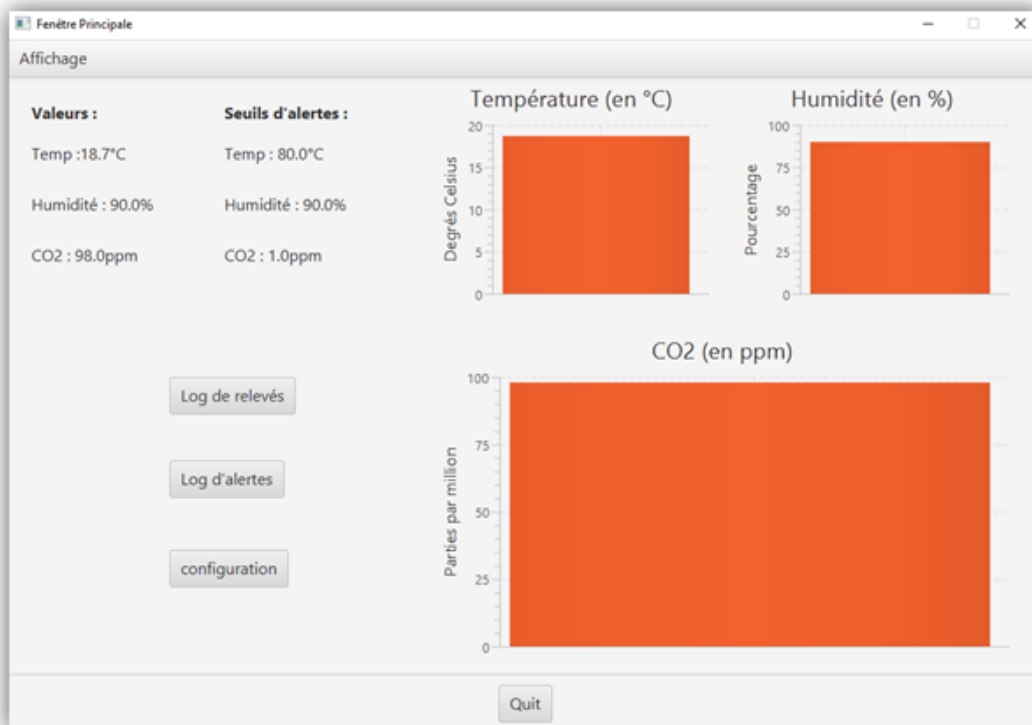 Fenêtre Principale
Affichage
Valeurs :
Seuils d'alertes :
Temp :18.7°C
Temp : 80.0°C
Humidité : 90.0%
Humidité : 90.0%
CO2 : 98.0ppm
CO2 : 1.0ppm
Log de relevés
Log d'alertes
configuration
Température (en °C)
Degrés Celsius
20
15
10
5
0
Humidité (en %)
Pourcentage
100
75
50
25
0
CO2 (en ppm)
Parties par million
100
75
50
25
0
Quit